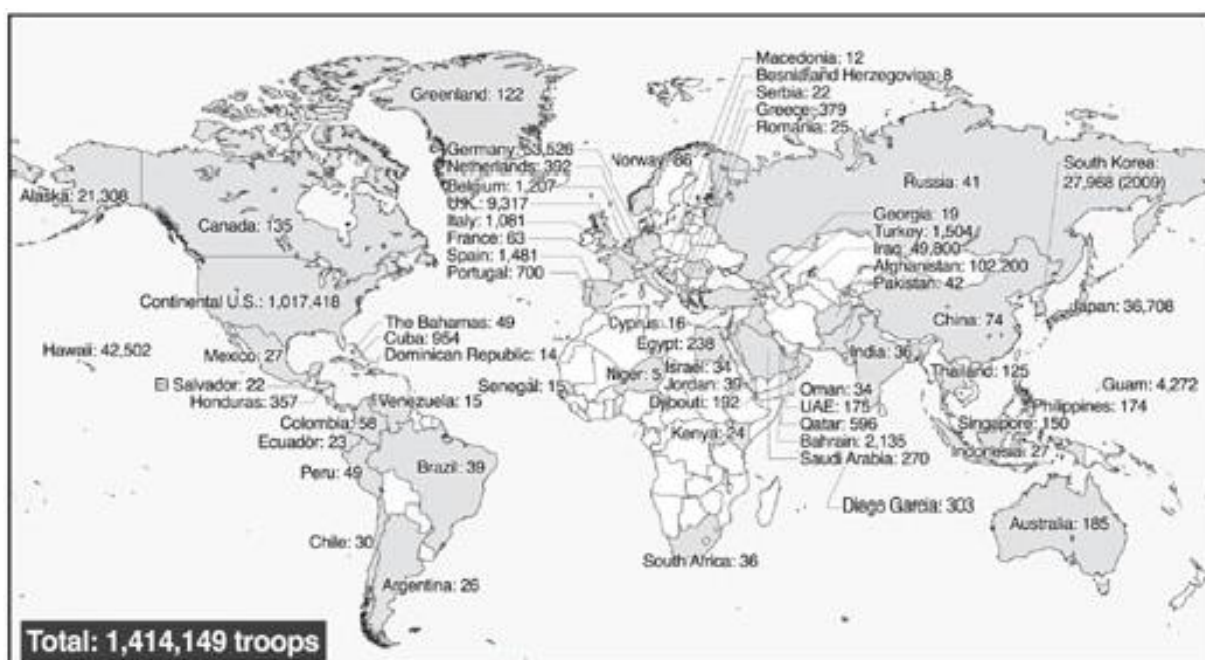 Macedonia: 12
Besnidland Herzegovina: 8
Serbia: 22
Greece: 379
Romania: 25
Greenland: 122
Germany: 53,526
Netherlands: 392
Belgium: 1,207
U.K.: 9,317
Italy: 1,081
France: 63
Spain: 1,481
Portugal: 700
Norway: 86
South Korea:
27,968 (2009)
Russia: 41
Alaska: 21,306
Canada: 135
Georgia: 19
Turkey: 1,504
Iraq: 49,800
Afghanistan: 102,200
Pakistan: 42
Continental U.S.: 1,017,418
Japan: 36,708
China: 74
The Bahamas: 49
Cuba: 954
Dominican Republic: 14
Cyprus: 16
Egypt: 238
Hawaii: 42,502
Mexico: 27
India: 36
Israel: 34
Thailand: 125
Niger: 5
Jordan: 39
Djbouti: 192
Senegal: 15
El Salvador: 22
Honduras: 357
Venezuela: 15
Oman: 34
UAE: 175
Qatar: 596
Bahrain: 2,135
Saudi Arabia: 270
Guam: 4,272
Philippines: 174
Singapore: 150
Indonesia: 27
Colombia: 58
Ecuador: 23
Kenya: 24
Peru: 49
Brazil: 39
Diego Garcia: 303
Australia: 185
Chile: 30
South Africa: 36
Argentina: 26
Total: 1,414,149 troops